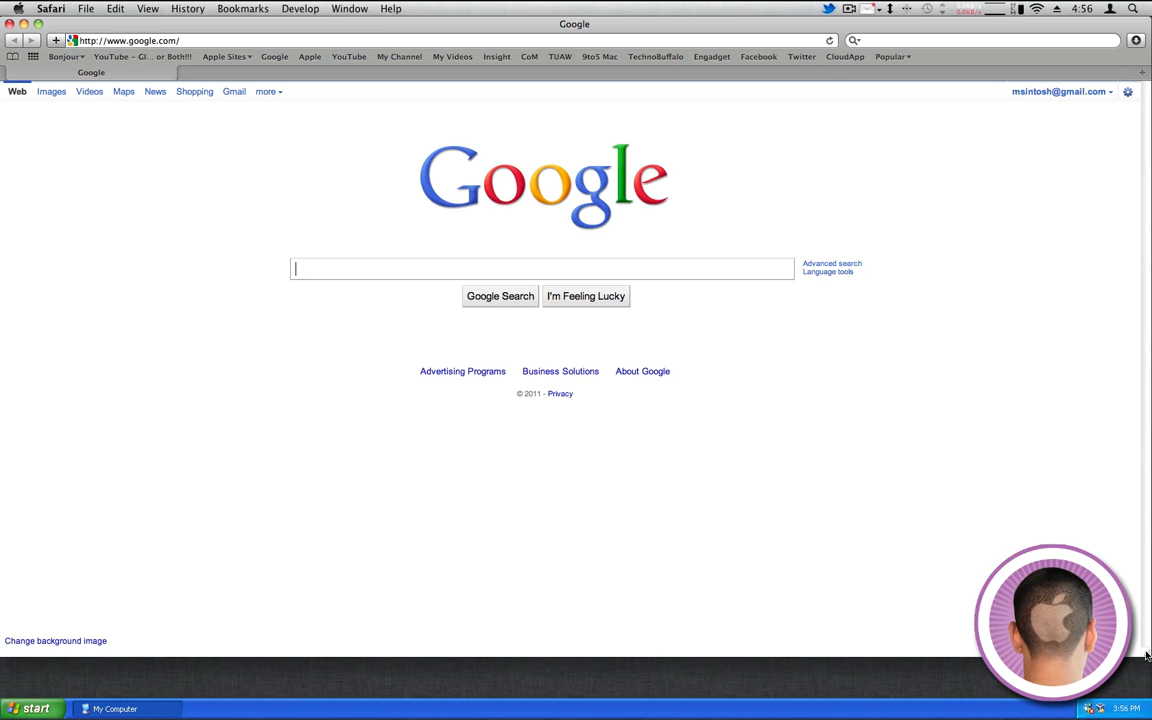 Safari File Edit View History Bookmarks Develop Window Help 4:56
Google
http://www.google.com/
Bonjour YouTube - Gl... or Both!!! Apple Sites Google Apple YouTube My Channel My Videos Insight CoM TUAW 9to5 Mac TechnoBuffalo Engadget Facebook Twitter CloudApp Popular
Google
Web Images Videos Maps News Shopping Gmail more msintosh@gmail.com
Google
Advanced search
Language tools
Google Search I'm Feeling Lucky
Advertising Programs Business Solutions About Google
© 2011 - Privacy
Change background image
start My Computer 3:56 PM